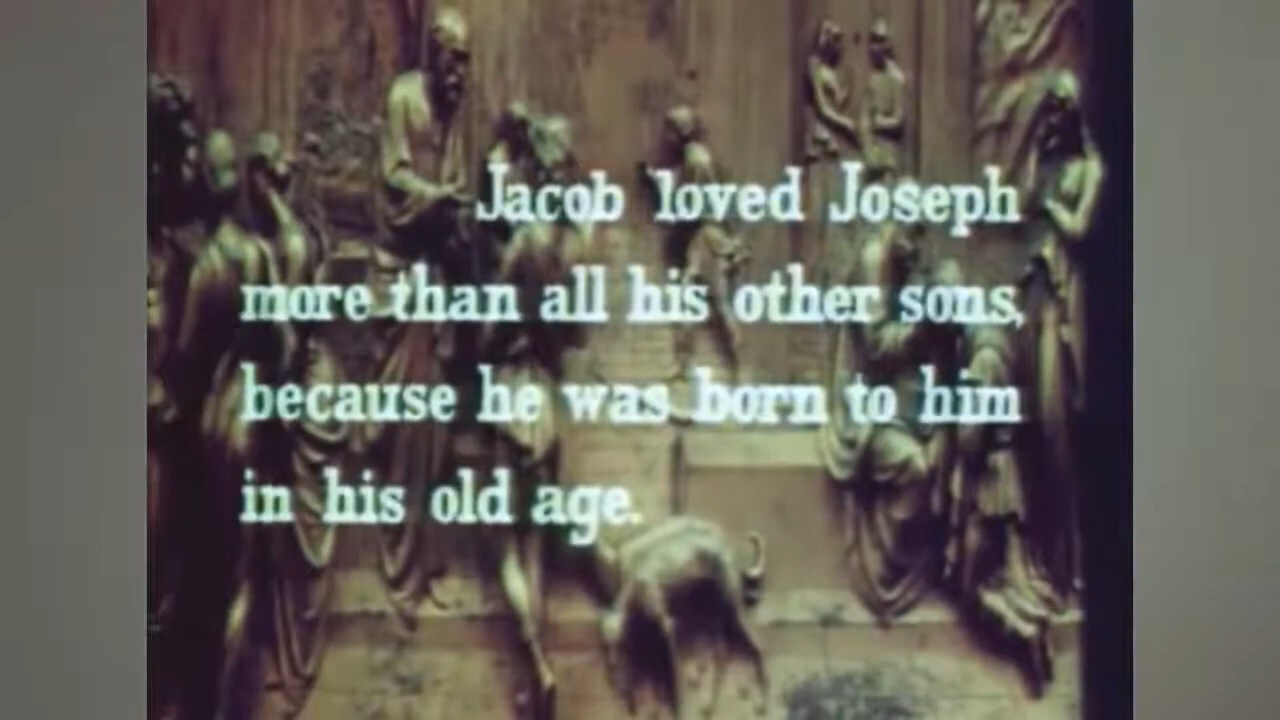 Jacob loved Joseph
more than all his other sons,
because he was born to him
in his old age.